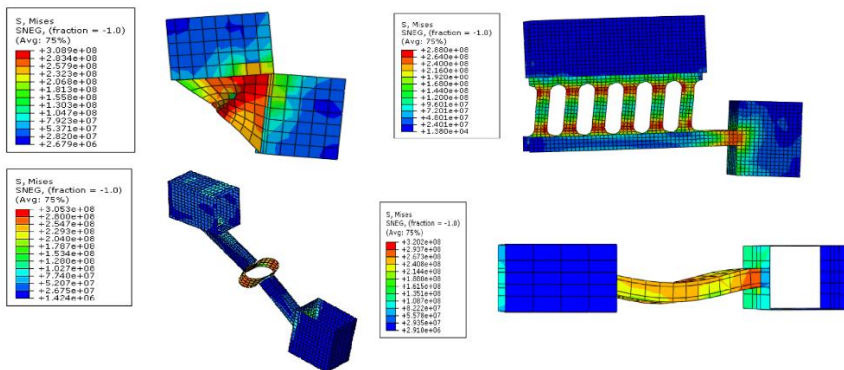 S, Mises
SNEG, (fraction = -1.0)
(Avg: 75%)
+3.089e+08
+2.834e+08
+2.579e+08
+2.323e+08
+2.068e+08
+1.813e+08
+1.558e+08
+1.303e+08
+1.047e+08
+7.923e+07
+5.371e+07
+2.820e+07
+2.679e+06
S, Mises
SNEG, (fraction = -1.0)
(Avg: 75%)
+2.880e+08
+2.640e+08
+2.400e+08
+2.160e+08
+1.920e+08
+1.680e+08
+1.440e+08
+1.200e+08
+9.601e+07
+7.201e+07
+4.801e+07
+2.401e+07
+1.380e+04
S, Mises
SNEG, (fraction = -1.0)
(Avg: 75%)
+3.053e+08
+2.800e+08
+2.547e+08
+2.293e+08
+2.040e+08
+1.787e+08
+1.534e+08
+1.280e+08
+1.027e+08
+7.740e+07
+5.207e+07
+2.675e+07
+1.424e+06
S, Mises
SNEG, (fraction = -1.0)
(Avg: 75%)
+3.202e+08
+2.937e+08
+2.673e+08
+2.408e+08
+2.144e+08
+1.880e+08
+1.615e+08
+1.351e+08
+1.087e+08
+8.222e+07
+5.578e+07
+2.935e+07
+2.910e+06